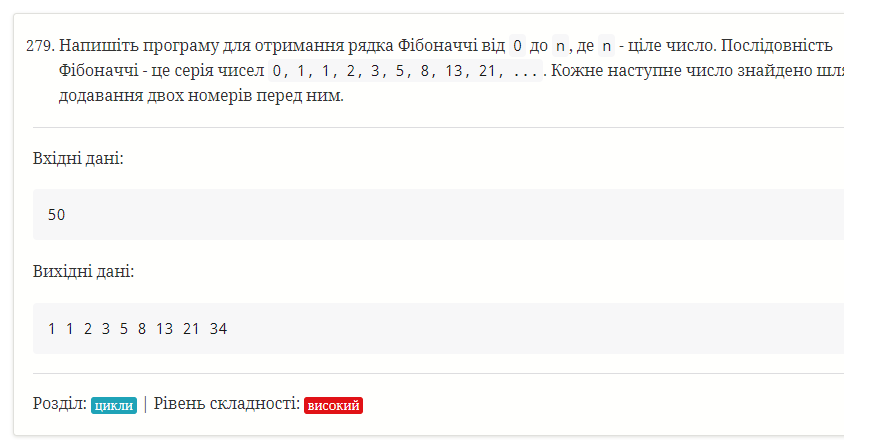 279. Напишіть програму для отримання рядка Фібоначчі від 0 до n, де n - ціле число. Послідовність
Фібоначчі - це серія чисел 0, 1, 1, 2, 3, 5, 8, 13, 21, .... Кожне наступне число знайдено
додавання двох номерів перед ним.
Вхідні дані:
50
Вихідні дані:
1 1 2 3 5 8 13 21 34
Розділ: цикли | Рівень складності: високий